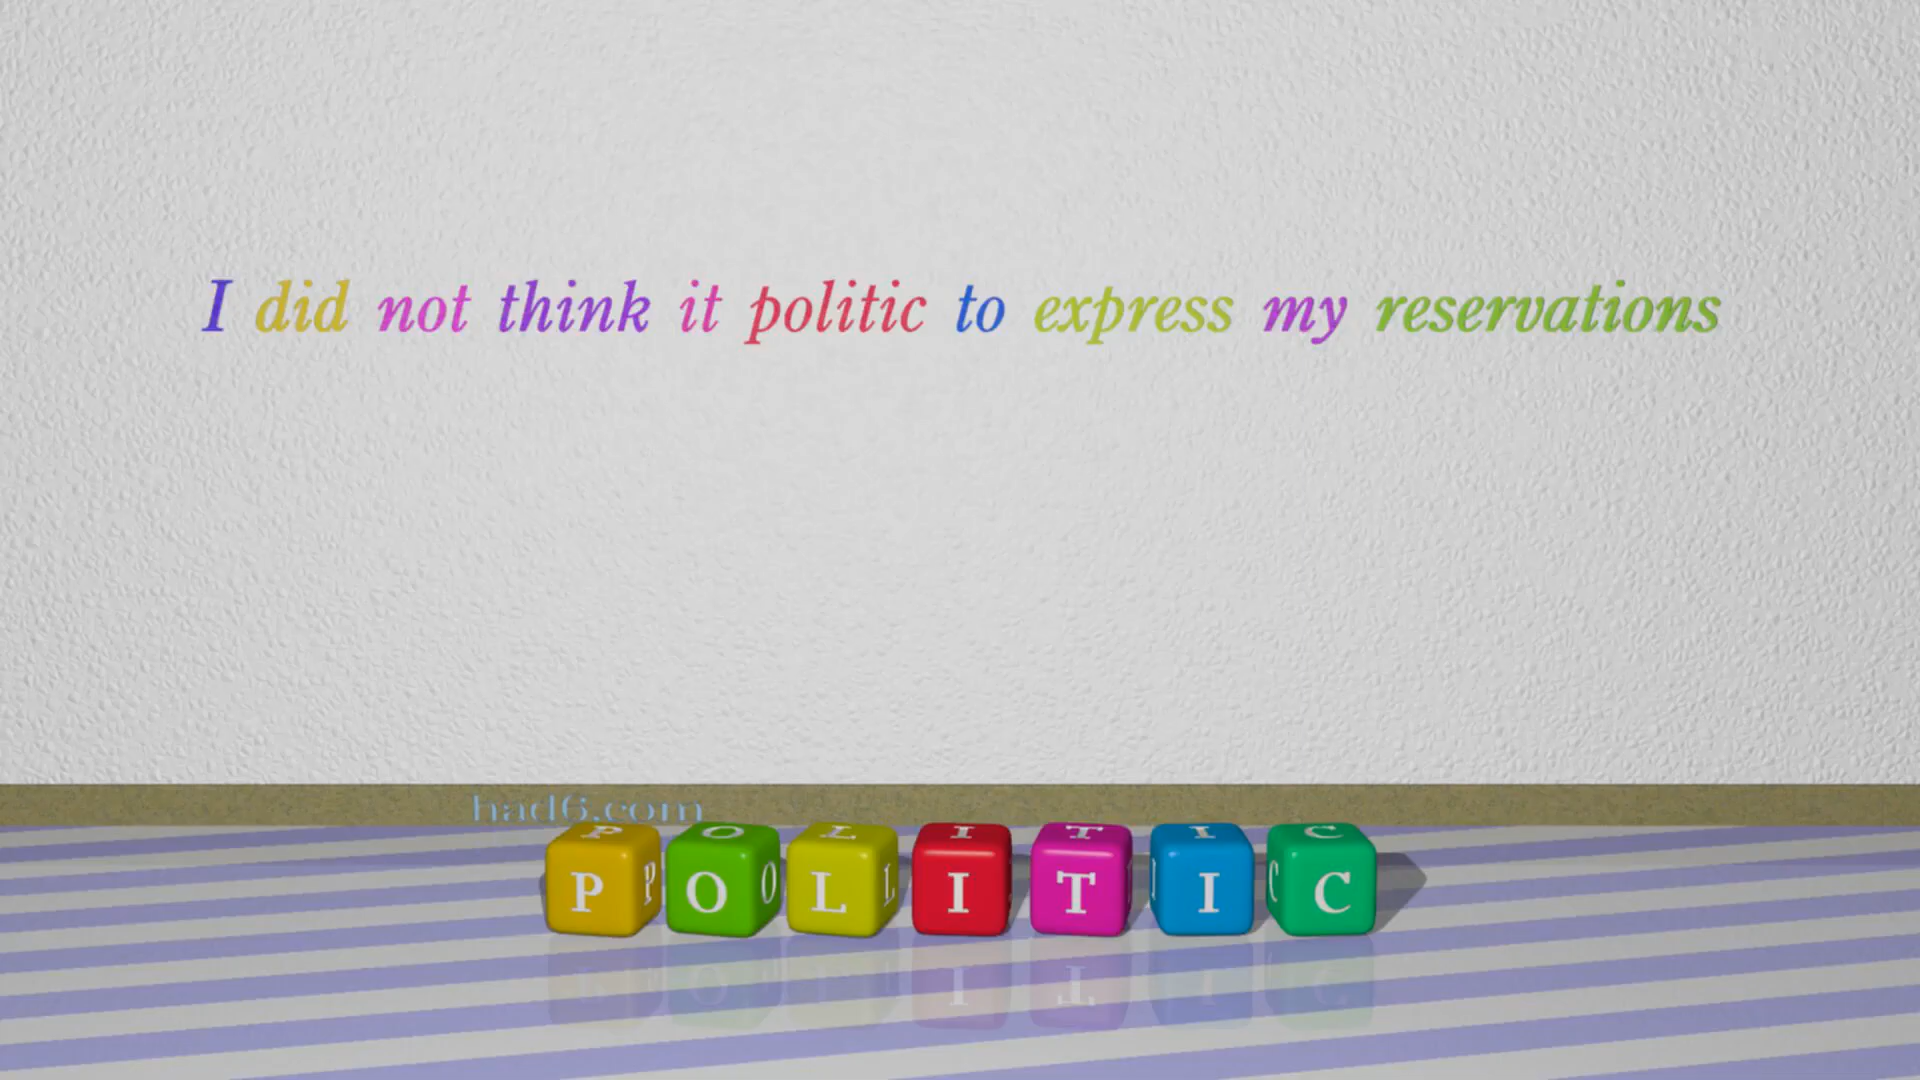 I did not think it politic to express my reservations
had6.com
POLITIC